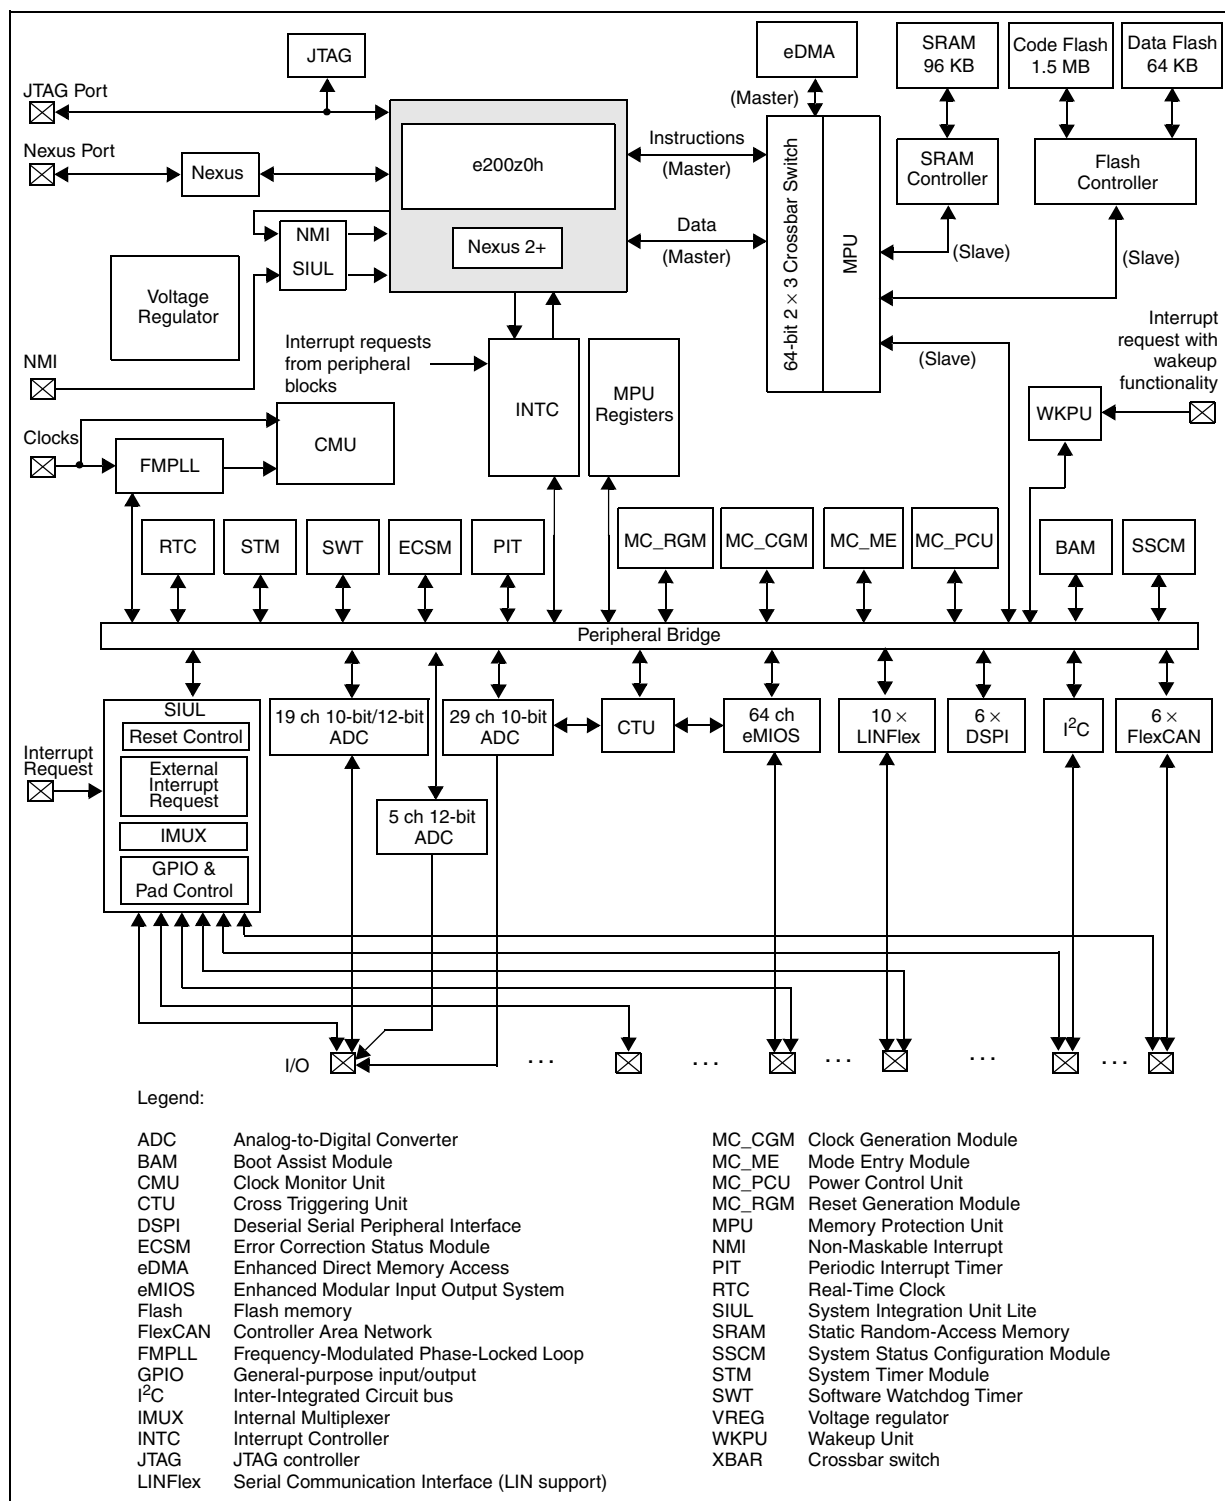 JTAG
eDMA
SRAM
96 KB
Code Flash
1.5 MB
Data Flash
64 KB
JTAG Port
(Master)
Nexus Port
Nexus
e200z0h
Instructions
(Master)
64-bit 2 × 3 Crossbar Switch
MPU
SRAM
Controller
Flash
Controller
NMI
SIUL
Nexus 2+
Data
(Master)
(Slave)
(Slave)
Voltage
Regulator
NMI
Interrupt requests
from peripheral
blocks
INTC
MPU
Registers
(Slave)
Interrupt
request with
wakeup
functionality
WKPU
Clocks
FMPLL
CMU
RTC
STM
SWT
ECSM
PIT
MC_RGM
MC_CGM
MC_ME
MC_PCU
BAM
SSCM
Peripheral Bridge
SIUL
Reset Control
External
Interrupt
Request
IMUX
GPIO &
Pad Control
Interrupt
Request
19 ch 10-bit/12-bit
ADC
29 ch 10-bit
ADC
CTU
64 ch
eMIOS
10 ×
LINFlex
6 ×
DSPI
I²C
6 ×
FlexCAN
5 ch 12-bit
ADC
I/O
. . .
. . .
. . .
. . .
. . .
Legend:
ADC Analog-to-Digital Converter
BAM Boot Assist Module
CMU Clock Monitor Unit
CTU Cross Triggering Unit
DSPI Deserial Serial Peripheral Interface
ECSM Error Correction Status Module
eDMA Enhanced Direct Memory Access
eMIOS Enhanced Modular Input Output System
Flash Flash memory
FlexCAN Controller Area Network
FMPLL Frequency-Modulated Phase-Locked Loop
GPIO General-purpose input/output
I²C Inter-Integrated Circuit bus
IMUX Internal Multiplexer
INTC Interrupt Controller
JTAG JTAG controller
LINFlex Serial Communication Interface (LIN support)
MC_CGM Clock Generation Module
MC_ME Mode Entry Module
MC_PCU Power Control Unit
MC_RGM Reset Generation Module
MPU Memory Protection Unit
NMI Non-Maskable Interrupt
PIT Periodic Interrupt Timer
RTC Real-Time Clock
SIUL System Integration Unit Lite
SRAM Static Random-Access Memory
SSCM System Status Configuration Module
STM System Timer Module
SWT Software Watchdog Timer
VREG Voltage regulator
WKPU Wakeup Unit
XBAR Crossbar switch